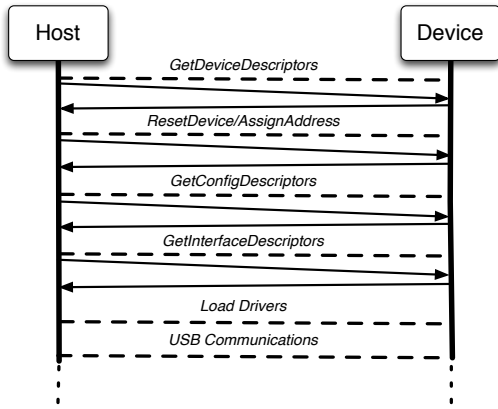 Host
Device
GetDeviceDescriptors
ResetDevice/AssignAddress
GetConfigDescriptors
GetInterfaceDescriptors
Load Drivers
USB Communications